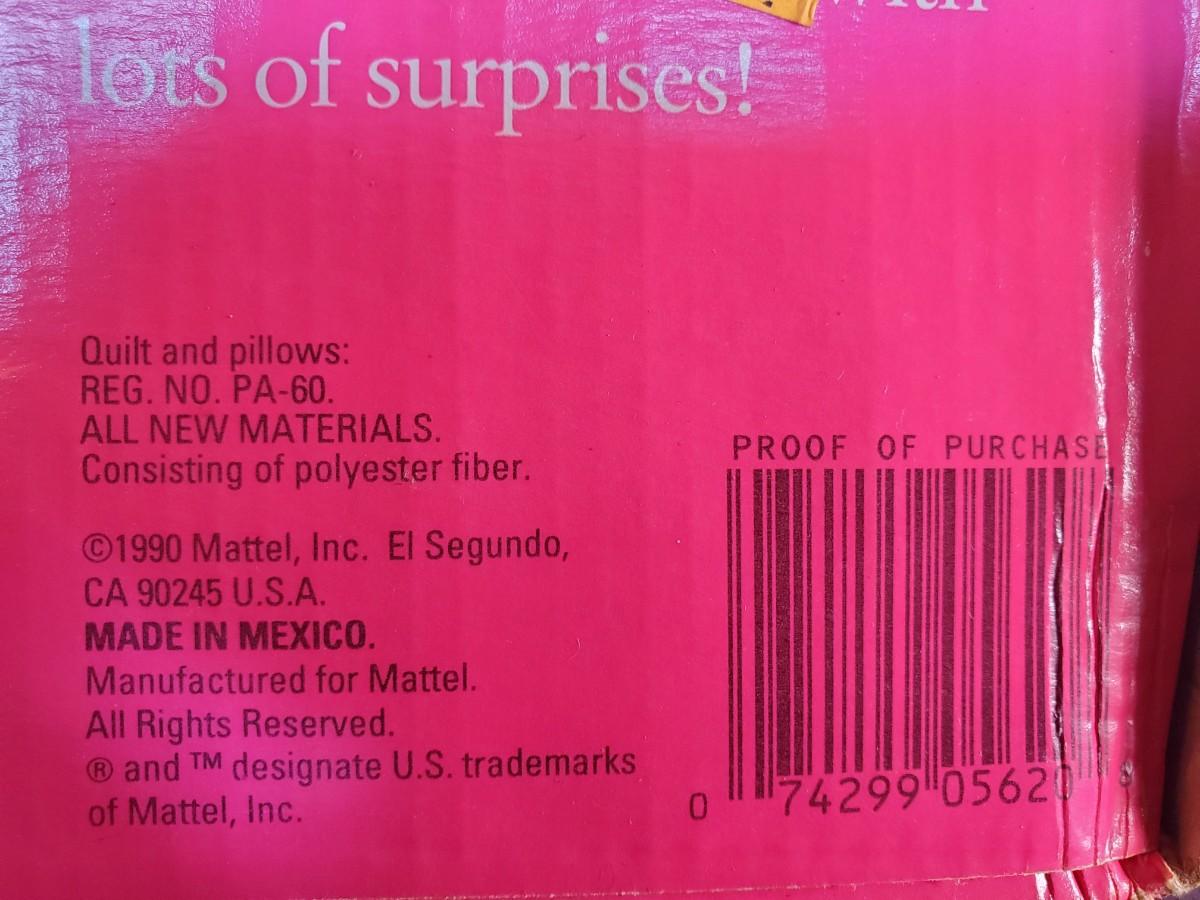 with
lots of surprises!
Quilt and pillows:
REG. NO. PA-60.
ALL NEW MATERIALS.
Consisting of polyester fiber.
©1990 Mattel, Inc. El Segundo,
CA 90245 U.S.A.
MADE IN MEXICO.
Manufactured for Mattel.
All Rights Reserved.
® and ™ designate U.S. trademarks
of Mattel, Inc.
PROOF OF PURCHASE
0 74299 05620